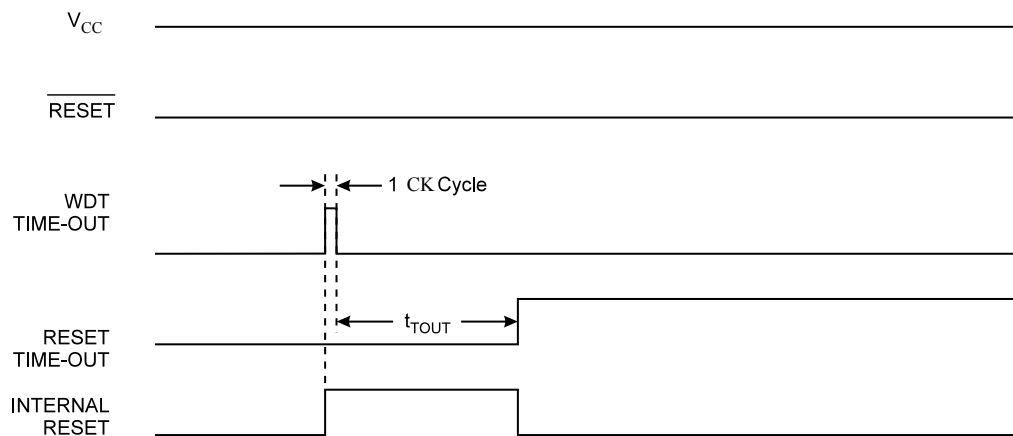 VCC
RESET
WDT
TIME-OUT
1 CK Cycle
tTOUT
RESET
TIME-OUT
INTERNAL
RESET